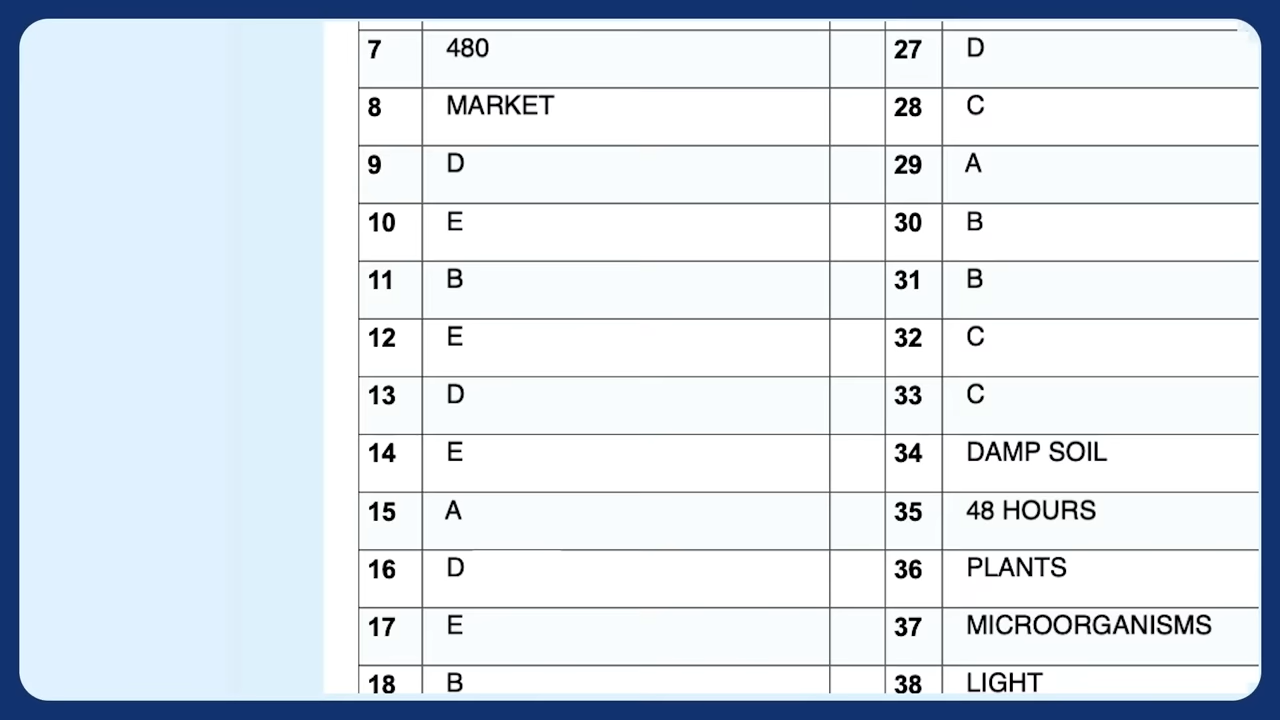 7 480 27 D
8 MARKET 28 C
9 D 29 A
10 E 30 B
11 B 31 B
12 E 32 C
13 D 33 C
14 E 34 DAMP SOIL
15 A 35 48 HOURS
16 D 36 PLANTS
17 E 37 MICROORGANISMS
18 B 38 LIGHT